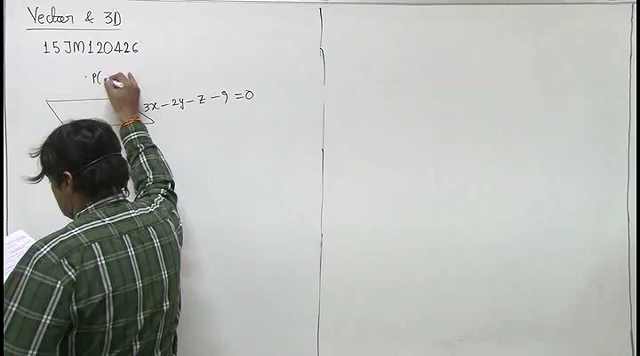 Vector & 3D
15JM120426
P(
3x - 2y - z - 9 = 0